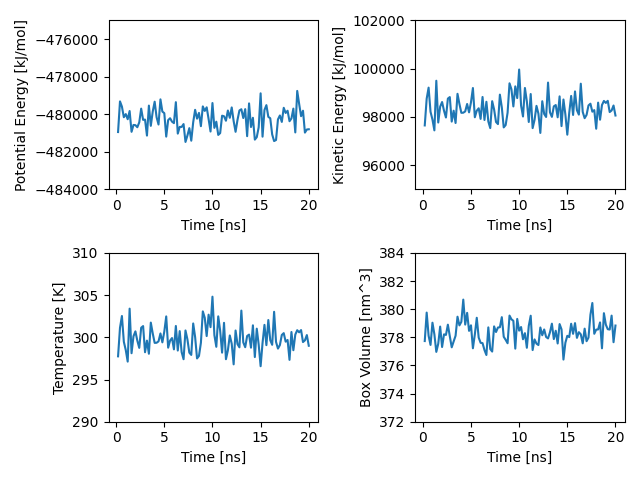 Potential Energy [kJ/mol]
−476000
−478000
−480000
−482000
−484000
0 5 10 15 20
Time [ns]
Kinetic Energy [kJ/mol]
102000
100000
98000
96000
0 5 10 15 20
Time [ns]
Temperature [K]
310
305
300
295
290
0 5 10 15 20
Time [ns]
Box Volume [nm^3]
384
382
380
378
376
374
372
0 5 10 15 20
Time [ns]